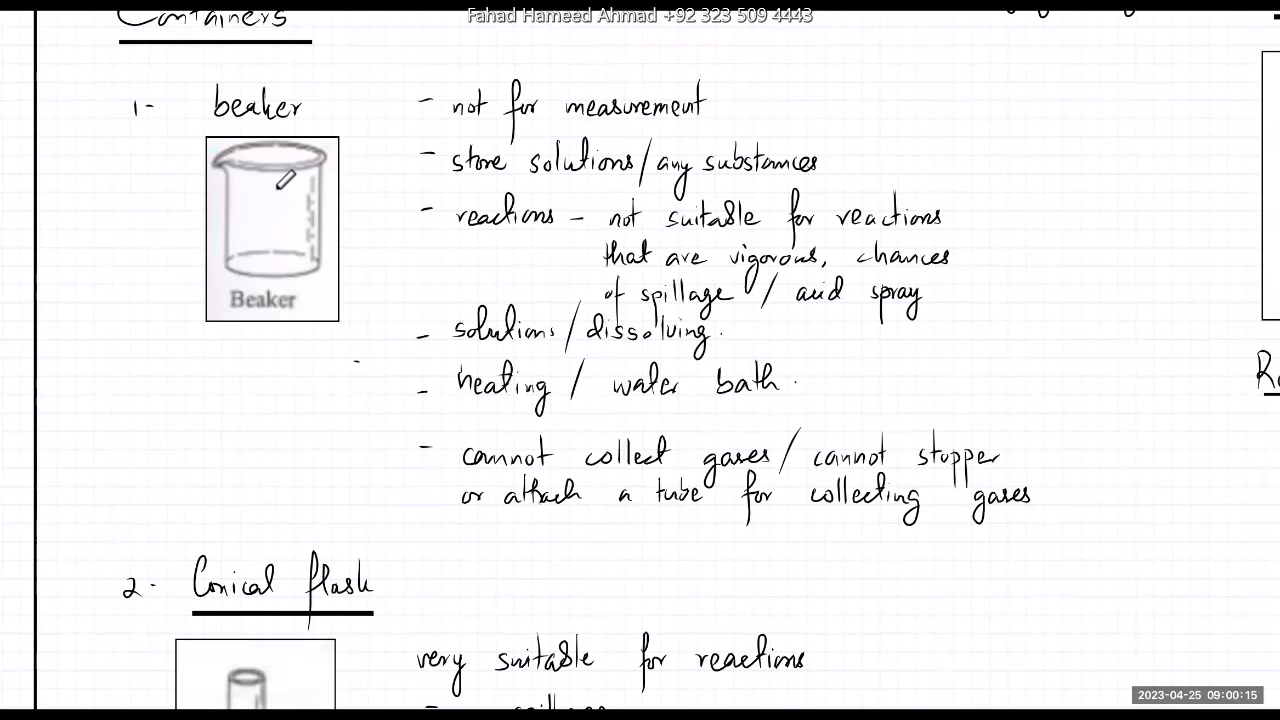 Fahad Hameed Ahmad +92 323 509 4443
Containers
1- beaker
- not for measurement
- store solutions/any substances
- reactions - not suitable for reactions
that are vigorous, chances
of spillage / acid spray
- solutions/dissolving.
- heating / water bath.
- cannot collect gases/cannot stopper
or attach a tube for collecting gases
Beaker
2- Conical flask
very suitable for reactions
2023-04-25 09:00:15